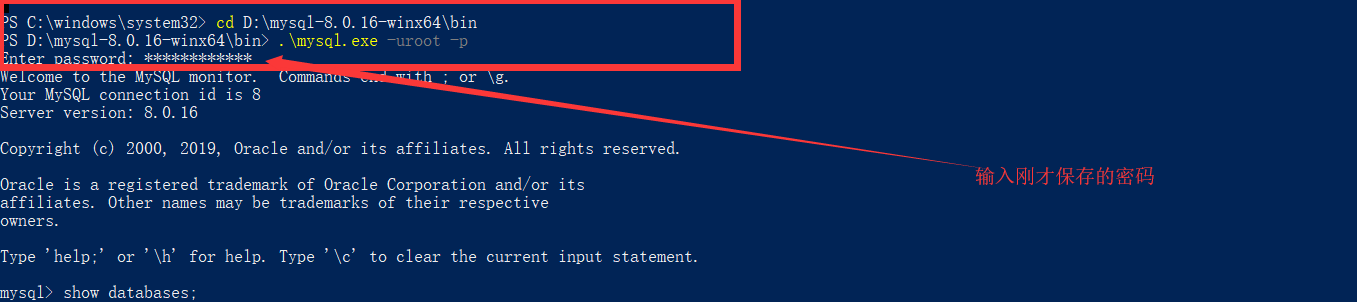 PS C:\windows\system32> cd D:\mysql-8.0.16-winx64\bin
PS D:\mysql-8.0.16-winx64\bin> .\mysql.exe -uroot -p
Enter password: ************
Welcome to the MySQL monitor.  Commands end with ; or \g.
Your MySQL connection id is 8
Server version: 8.0.16
Copyright (c) 2000, 2019, Oracle and/or its affiliates. All rights reserved.
输入刚才保存的密码
Oracle is a registered trademark of Oracle Corporation and/or its
affiliates. Other names may be trademarks of their respective
owners.
Type 'help;' or '\h' for help. Type '\c' to clear the current input statement.
mysql> show databases;